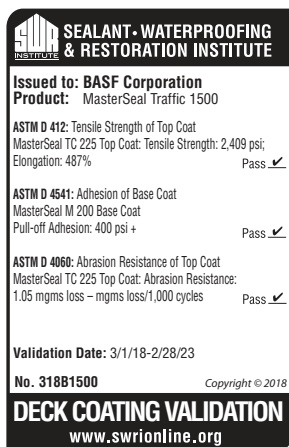 SWR
INSTITUTE
SEALANT • WATERPROOFING
& RESTORATION INSTITUTE
Issued to: BASF Corporation
Product: MasterSeal Traffic 1500
ASTM D 412: Tensile Strength of Top Coat
MasterSeal TC 225 Top Coat: Tensile Strength: 2,409 psi;
Elongation: 487% Pass ✔
ASTM D 4541: Adhesion of Base Coat
MasterSeal M 200 Base Coat
Pull-off Adhesion: 400 psi + Pass ✔
ASTM D 4060: Abrasion Resistance of Top Coat
MasterSeal TC 225 Top Coat: Abrasion Resistance:
1.05 mgms loss – mgms loss/1,000 cycles Pass ✔
Validation Date: 3/1/18-2/28/23
No. 318B1500 Copyright © 2018
DECK COATING VALIDATION
www.swrionline.org